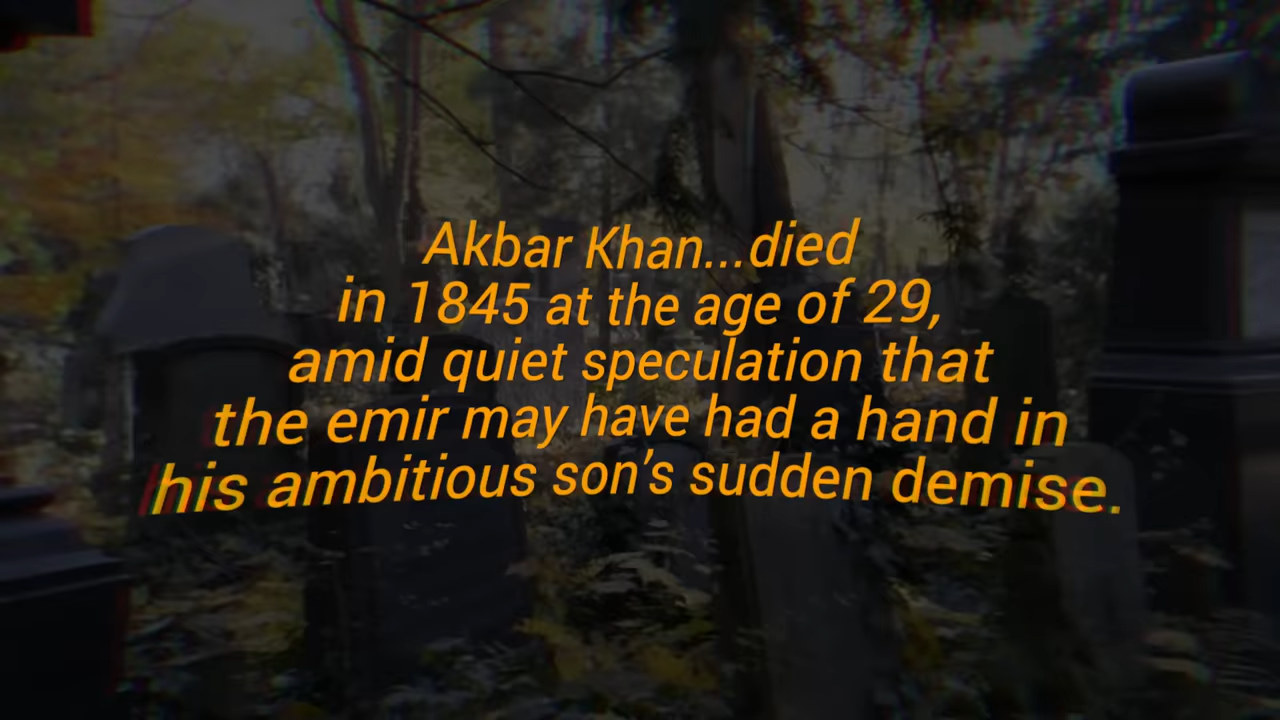 Akbar Khan...died
in 1845 at the age of 29,
amid quiet speculation that
the emir may have had a hand in
his ambitious son's sudden demise.